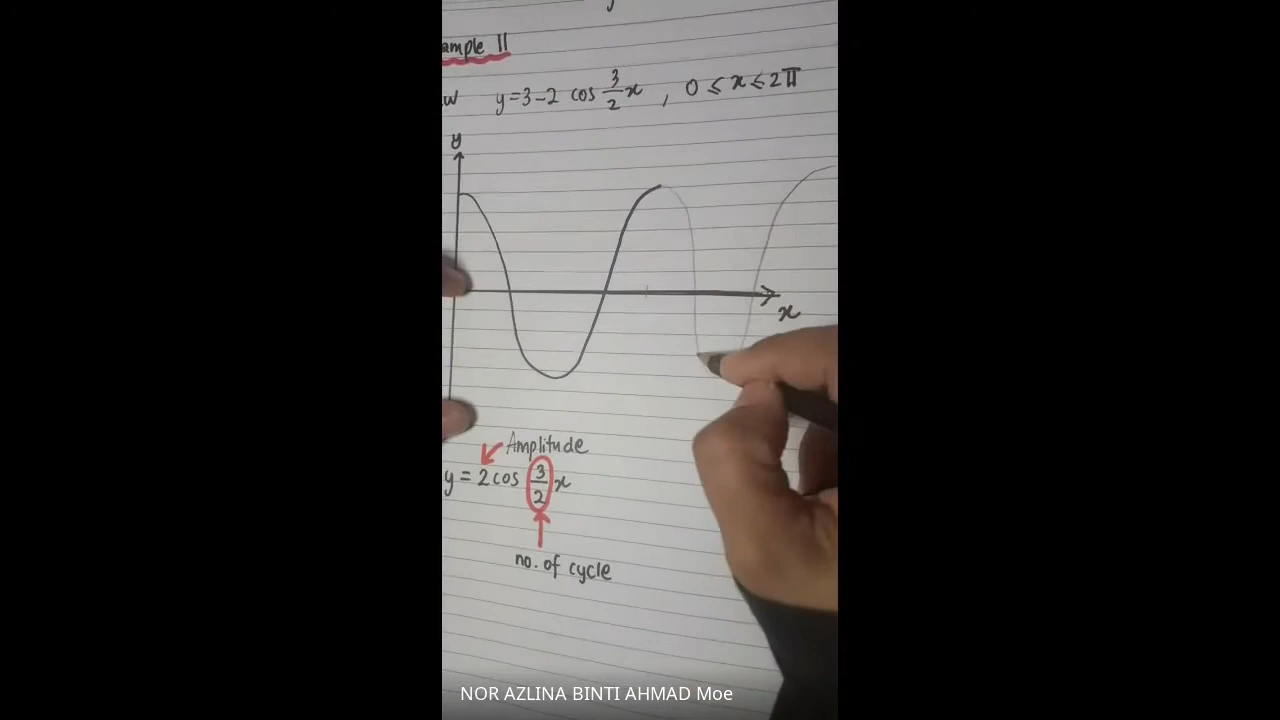 ample 11
w y=3-2 cos 3/2 x , 0 ≤ x ≤ 2π
y
x
Amplitude
y = 2 cos 3/2 x
no. of cycle
NOR AZLINA BINTI AHMAD Moe